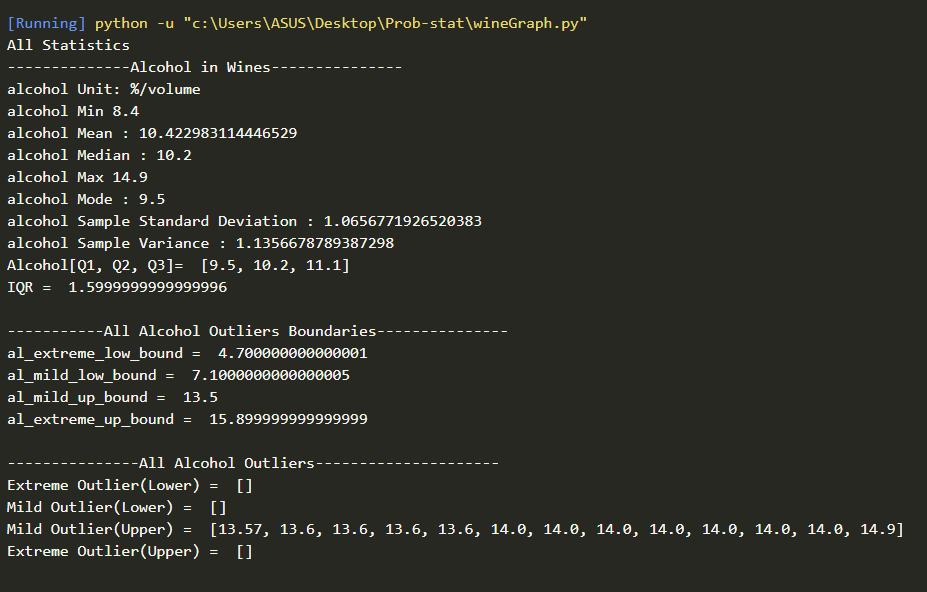 [Running] python -u "c:\Users\ASUS\Desktop\Prob-stat\wineGraph.py"
All Statistics
--------------Alcohol in Wines---------------
alcohol Unit: %/volume
alcohol Min 8.4
alcohol Mean : 10.422983114446529
alcohol Median : 10.2
alcohol Max 14.9
alcohol Mode : 9.5
alcohol Sample Standard Deviation : 1.0656771926520383
alcohol Sample Variance : 1.1356678789387298
Alcohol[Q1, Q2, Q3]=  [9.5, 10.2, 11.1]
IQR =  1.5999999999999996
-----------All Alcohol Outliers Boundaries---------------
al_extreme_low_bound =  4.700000000000001
al_mild_low_bound =  7.1000000000000005
al_mild_up_bound =  13.5
al_extreme_up_bound =  15.899999999999999
---------------All Alcohol Outliers---------------------
Extreme Outlier(Lower) =  []
Mild Outlier(Lower) =  []
Mild Outlier(Upper) =  [13.57, 13.6, 13.6, 13.6, 13.6, 14.0, 14.0, 14.0, 14.0, 14.0, 14.0, 14.0, 14.9]
Extreme Outlier(Upper) =  []